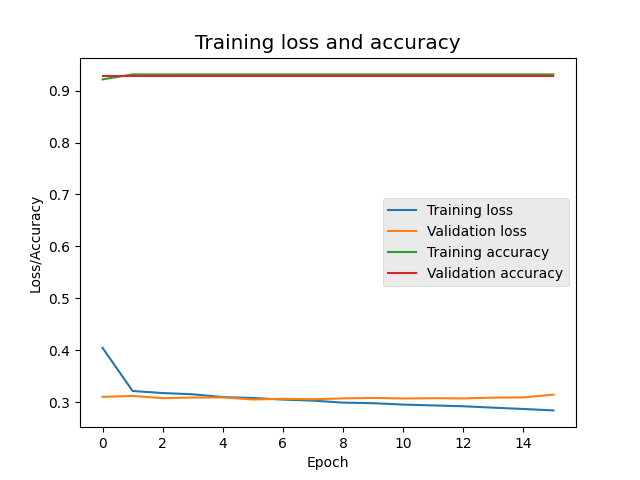 Training loss and accuracy
Loss/Accuracy
0.9
0.8
0.7
0.6
0.5
0.4
0.3
Training loss
Validation loss
Training accuracy
Validation accuracy
0 2 4 6 8 10 12 14
Epoch